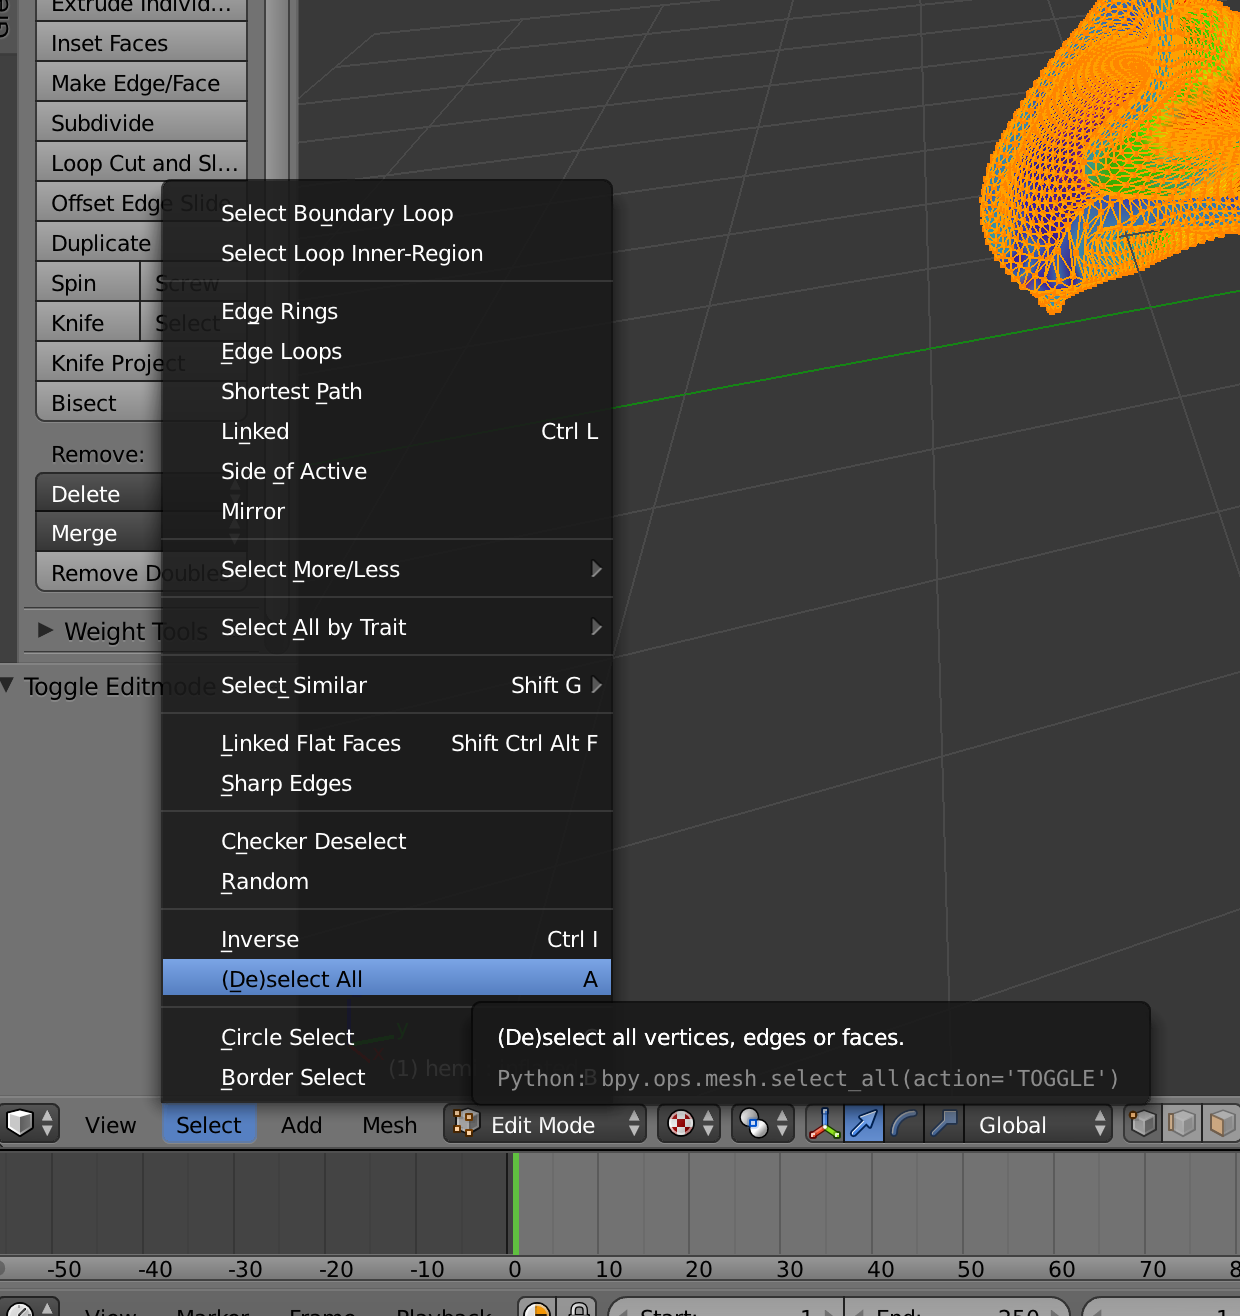 Extrude Individ...
Inset Faces
Make Edge/Face
Subdivide
Loop Cut and Sl...
Offset Edge Slide
Duplicate
Spin Screw
Knife Select
Knife Project
Bisect
Remove:
Delete
Merge
Remove Doubles
Weight Tools
Toggle Editmode
Select Boundary Loop
Select Loop Inner-Region
Edge Rings
Edge Loops
Shortest Path
Linked Ctrl L
Side of Active
Mirror
Select More/Less
Select All by Trait
Select Similar Shift G
Linked Flat Faces Shift Ctrl Alt F
Sharp Edges
Checker Deselect
Random
Inverse Ctrl I
(De)select All A
Circle Select
Border Select B
(De)select all vertices, edges or faces.
Python: bpy.ops.mesh.select_all(action='TOGGLE')
y
(1) hem
View Select Add Mesh Edit Mode Global
-50 -40 -30 -20 -10 0 10 20 30 40 50 60 70
View Marker Frame Playback Start: 1 End: 250 1